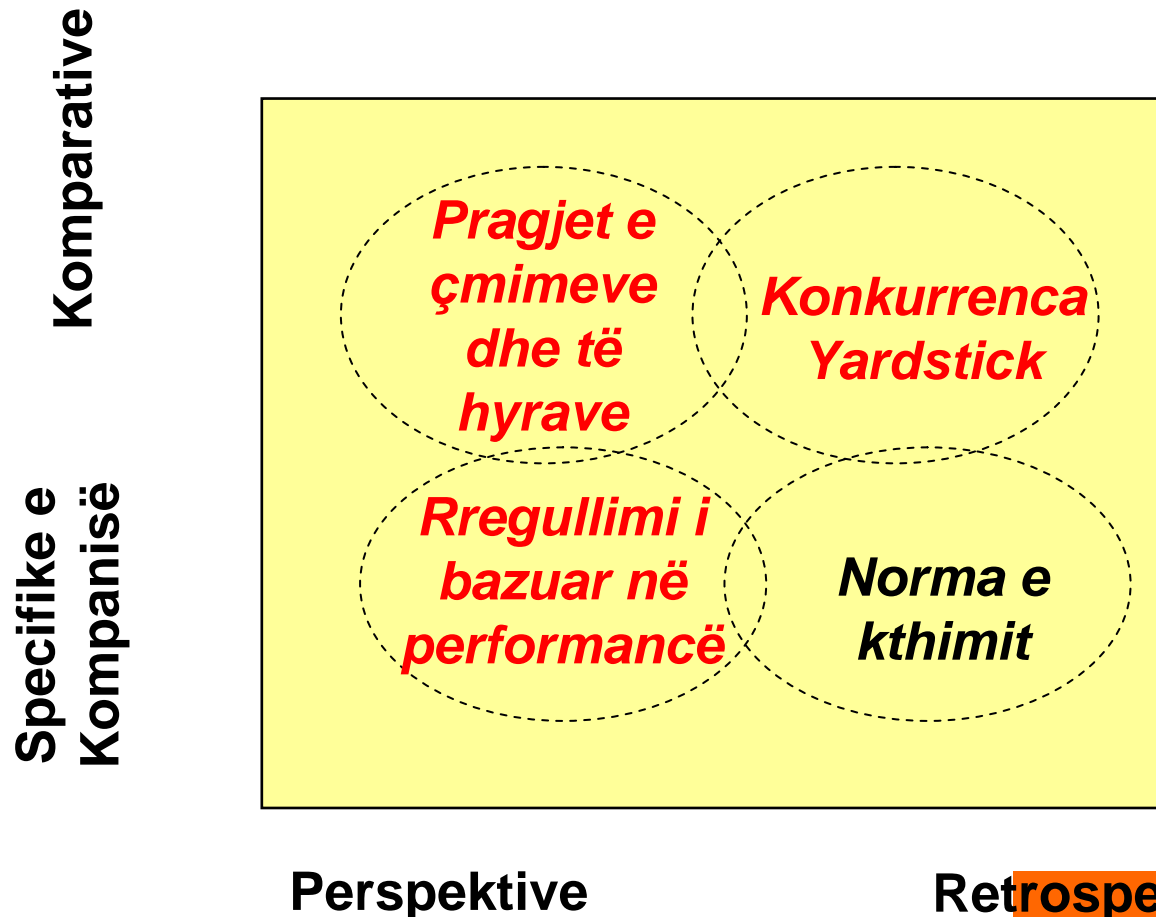 Komparative
Pragjet e
çmimeve
dhe të
hyrave
Konkurrenca
Yardstick
Specifike e
Kompanisë
Rregullimi i
bazuar në
performancë
Norma e
kthimit
Perspektive
Retrospe